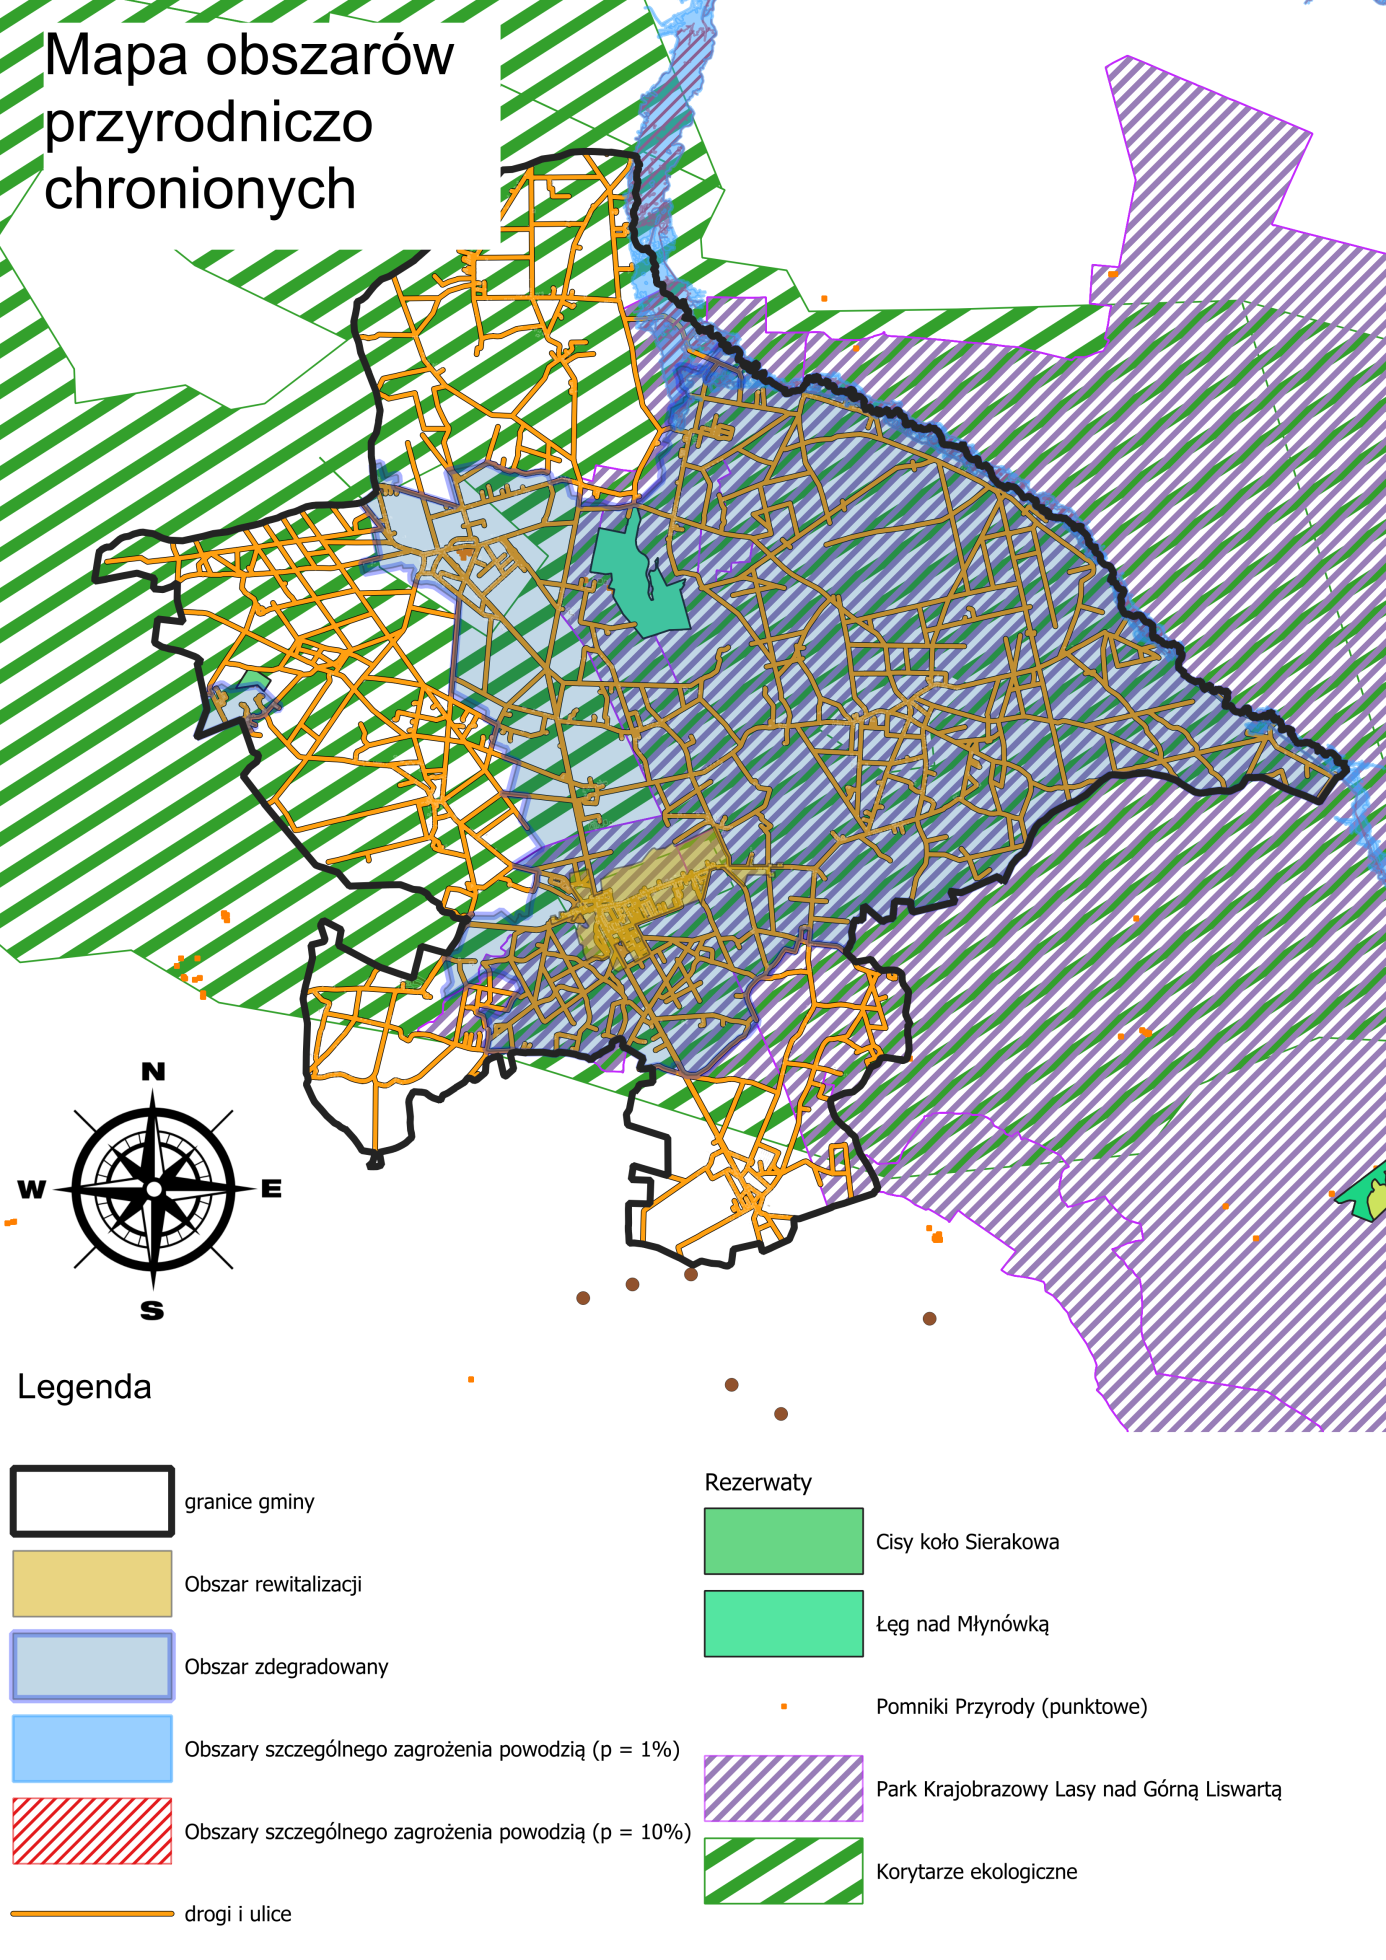 Mapa obszarów
przyrodniczo
chronionych
N
W
E
S
Legenda
granice gminy
Obszar rewitalizacji
Obszar zdegradowany
Obszary szczególnego zagrożenia powodzią (p = 1%)
Obszary szczególnego zagrożenia powodzią (p = 10%)
drogi i ulice
Rezerwaty
Cisy koło Sierakowa
Łęg nad Młynówką
Pomniki Przyrody (punktowe)
Park Krajobrazowy Lasy nad Górną Liswartą
Korytarze ekologiczne